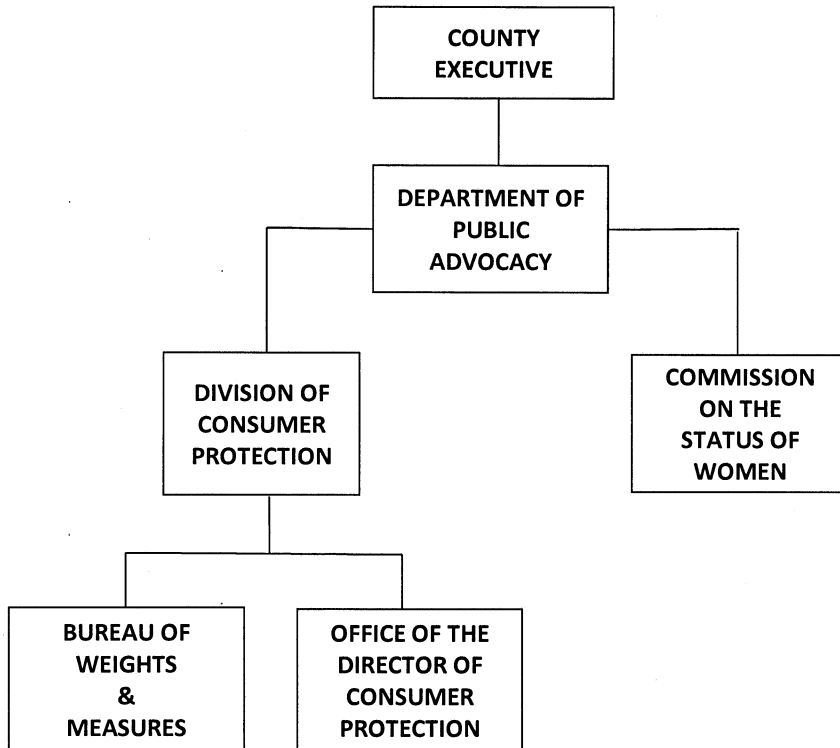 COUNTY
EXECUTIVE
DEPARTMENT OF
PUBLIC
ADVOCACY
DIVISION OF
CONSUMER
PROTECTION
COMMISSION
ON THE
STATUS OF
WOMEN
BUREAU OF
WEIGHTS
&
MEASURES
OFFICE OF THE
DIRECTOR OF
CONSUMER
PROTECTION